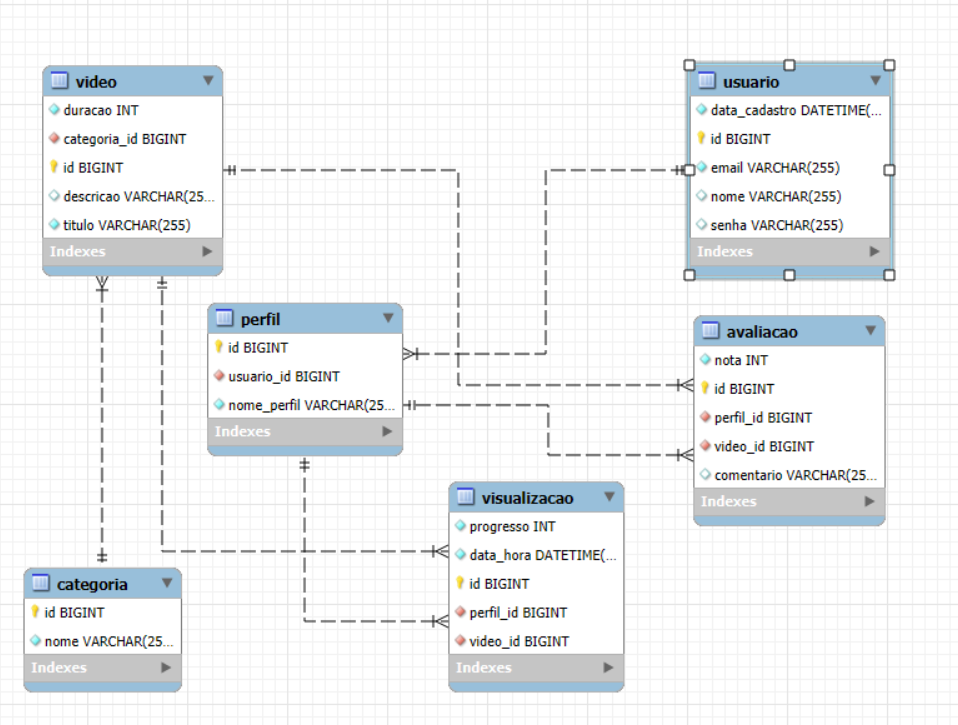 video
duracao INT
categoria_id BIGINT
id BIGINT
descricao VARCHAR(25...
titulo VARCHAR(255)
Indexes
usuario
data_cadastro DATETIME(...
id BIGINT
email VARCHAR(255)
nome VARCHAR(255)
senha VARCHAR(255)
Indexes
perfil
id BIGINT
usuario_id BIGINT
nome_perfil VARCHAR(25...
Indexes
avaliacao
nota INT
id BIGINT
perfil_id BIGINT
video_id BIGINT
comentario VARCHAR(25...
Indexes
visualizacao
progresso INT
data_hora DATETIME(...
id BIGINT
perfil_id BIGINT
video_id BIGINT
Indexes
categoria
id BIGINT
nome VARCHAR(25...
Indexes